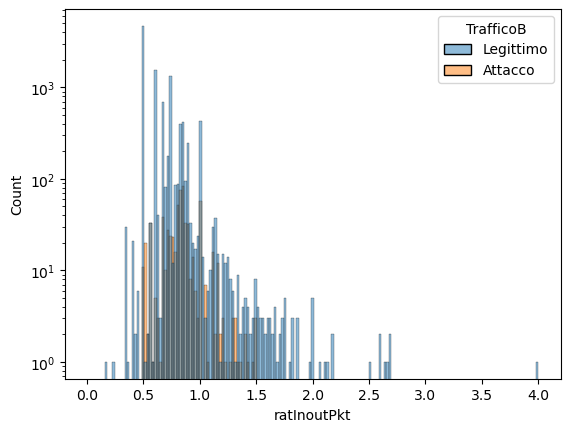 TrafficoB
Legittimo
Attacco
Count
10³
10²
10¹
10⁰
0.0 0.5 1.0 1.5 2.0 2.5 3.0 3.5 4.0
ratInoutPkt